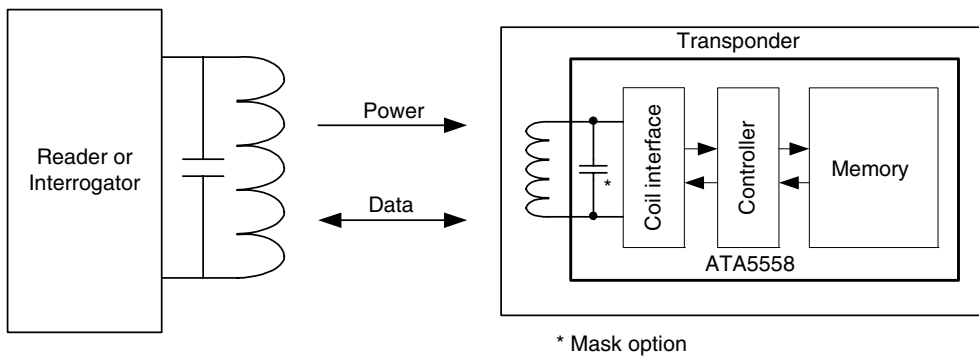 Reader or
Interrogator
Power
Data
Transponder
*
Coil interface
Controller
Memory
ATA5558
* Mask option